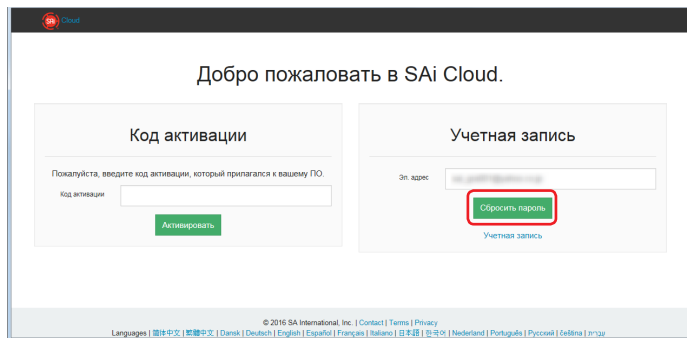 SAi Cloud
Добро пожаловать в SAi Cloud.
Код активации
Пожалуйста, введите код активации, который прилагался к вашему ПО.
Код активации
Активировать
Учетная запись
Эл. адрес
Сбросить пароль
Учетная запись
© 2016 SA International, Inc. | Contact | Terms | Privacy
Languages | 简体中文 | 繁體中文 | Dansk | Deutsch | English | Español | Français | Italiano | 日本語 | 한국어 | Nederland | Português | Русский | čeština | עברית